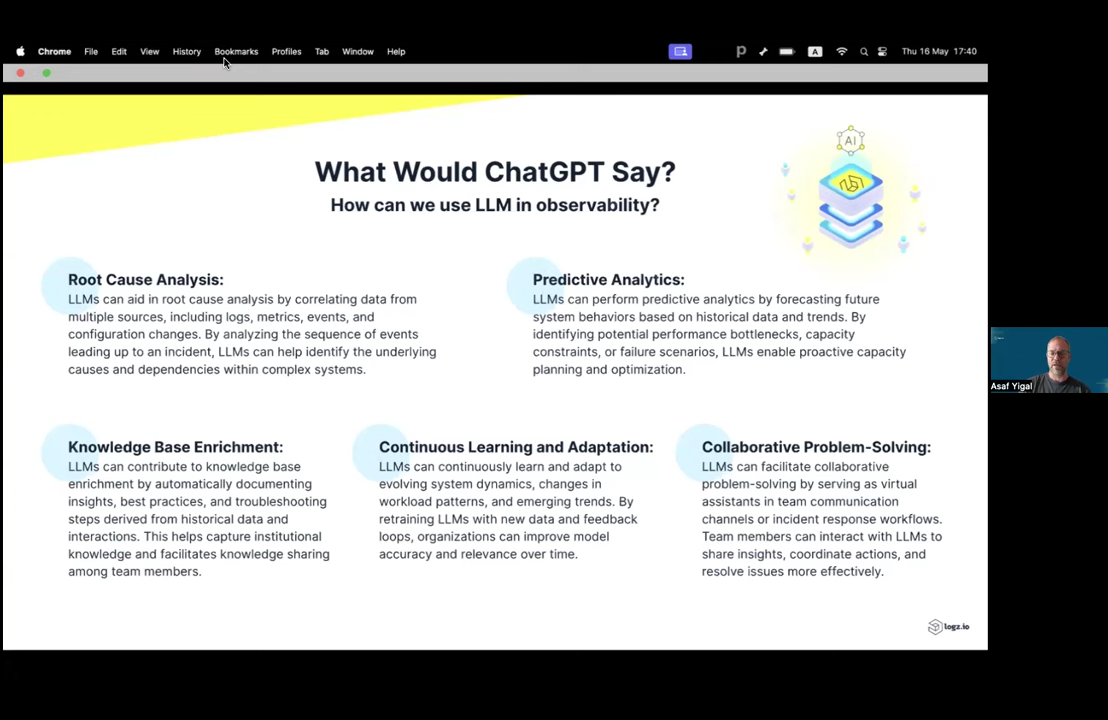 Chrome File Edit View History Bookmarks Profiles Tab Window Help
A
Thu 16 May 17:40
AI
What Would ChatGPT Say?
How can we use LLM in observability?
Root Cause Analysis:
LLMs can aid in root cause analysis by correlating data from
multiple sources, including logs, metrics, events, and
configuration changes. By analyzing the sequence of events
leading up to an incident, LLMs can help identify the underlying
causes and dependencies within complex systems.
Predictive Analytics:
LLMs can perform predictive analytics by forecasting future
system behaviors based on historical data and trends. By
identifying potential performance bottlenecks, capacity
constraints, or failure scenarios, LLMs enable proactive capacity
planning and optimization.
Asaf Yigal
Knowledge Base Enrichment:
LLMs can contribute to knowledge base
enrichment by automatically documenting
insights, best practices, and troubleshooting
steps derived from historical data and
interactions. This helps capture institutional
knowledge and facilitates knowledge sharing
among team members.
Continuous Learning and Adaptation:
LLMs can continuously learn and adapt to
evolving system dynamics, changes in
workload patterns, and emerging trends. By
retraining LLMs with new data and feedback
loops, organizations can improve model
accuracy and relevance over time.
Collaborative Problem-Solving:
LLMs can facilitate collaborative
problem-solving by serving as virtual
assistants in team communication
channels or incident response workflows.
Team members can interact with LLMs to
share insights, coordinate actions, and
resolve issues more effectively.
logz.io